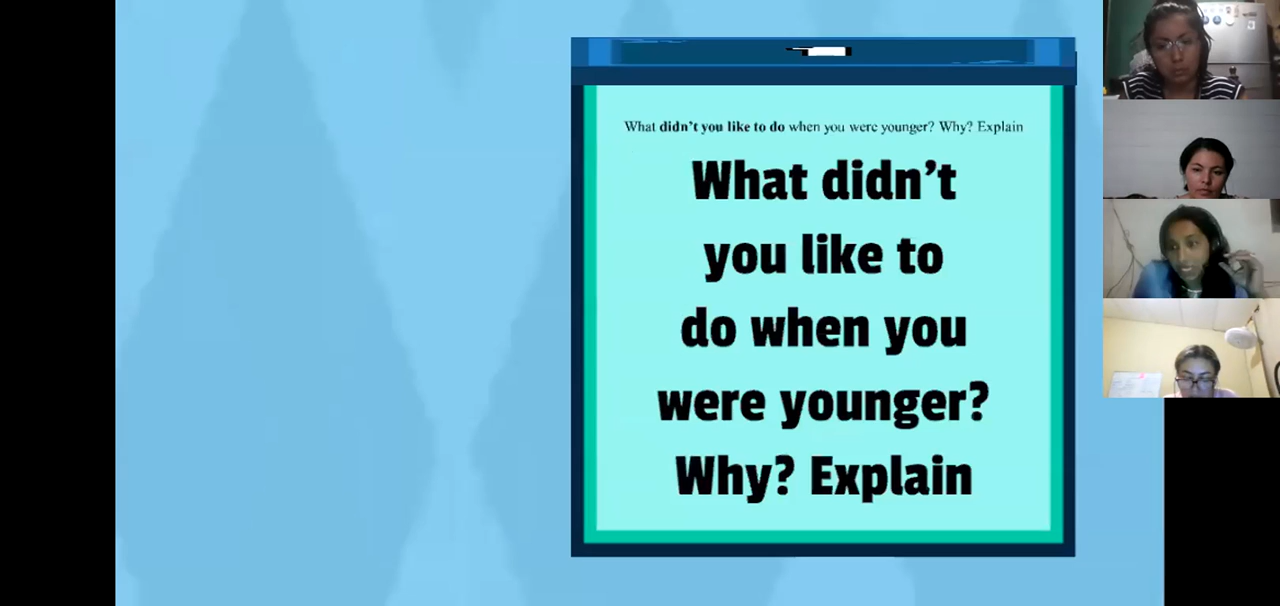 What didn't you like to do when you were younger? Why? Explain
What didn't
you like to
do when you
were younger?
Why? Explain